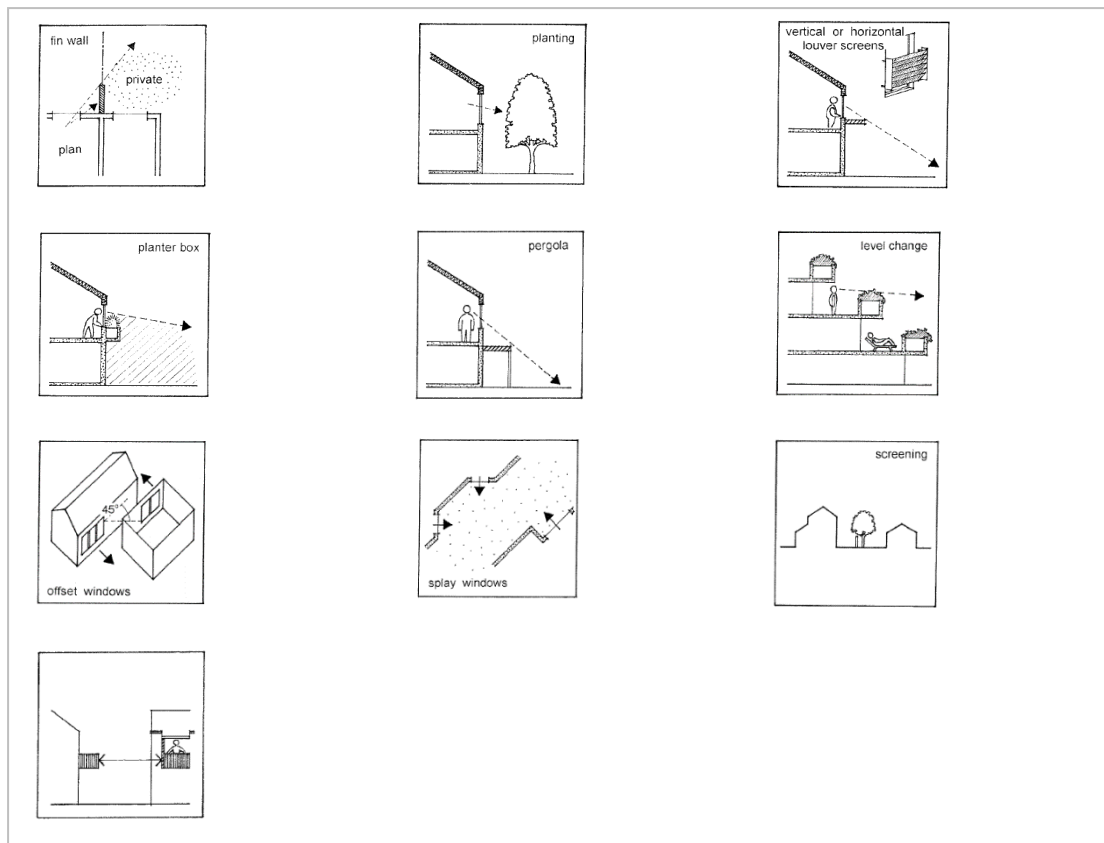 fin wall
private
plan
planting
vertical or horizontal
louver screens
planter box
pergola
level change
45°
offset windows
splay windows
screening